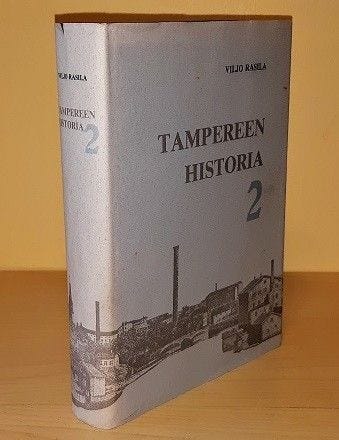 VILJO RASILA
TAMPEREEN
HISTORIA
2
VILJO RASILA
TAMPEREEN
HISTORIA
2